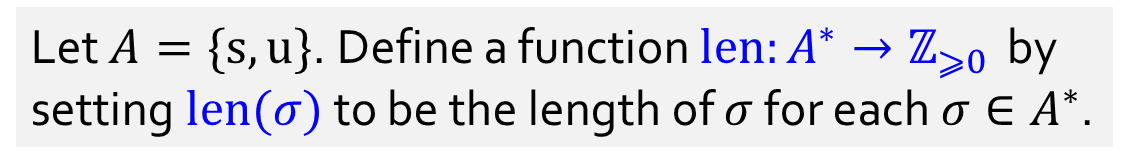 Let A = {s, u}. Define a function len: A* → ℤ⩾0 by
setting len(σ) to be the length of σ for each σ ∈ A*.